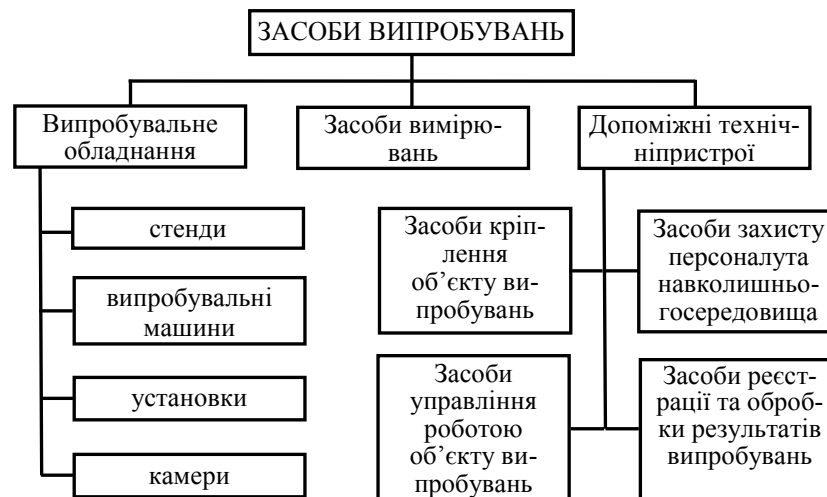 ЗАСОБИ ВИПРОБУВАНЬ
Випробувальне
обладнання
Засоби вимірю-
вань
Допоміжні техніч-
ніпристрої
стенди
випробувальні
машини
установки
камери
Засоби кріп-
лення
об’єкту ви-
пробувань
Засоби захисту
персоналута
навколишньо-
госередовища
Засоби
управління
роботою
об’єкту ви-
пробувань
Засоби реєст-
рації та оброб-
ки результатів
випробувань